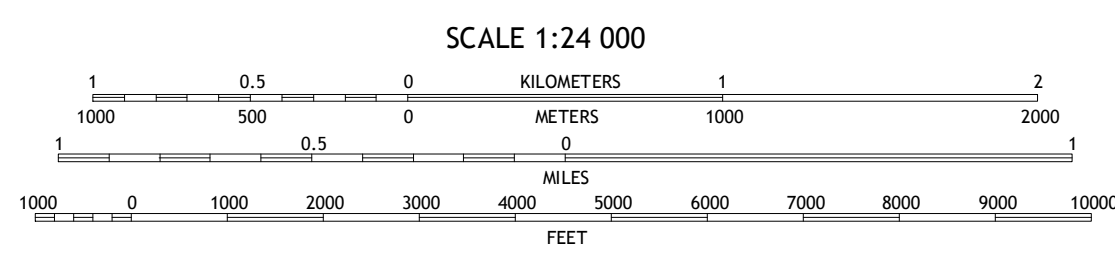 SCALE 1:24 000
1 0.5 0 KILOMETERS 1 2
1000 500 0 METERS 1000 2000
1 0.5 0 1
MILES
1000 0 1000 2000 3000 4000 5000 6000 7000 8000 9000 10000
FEET